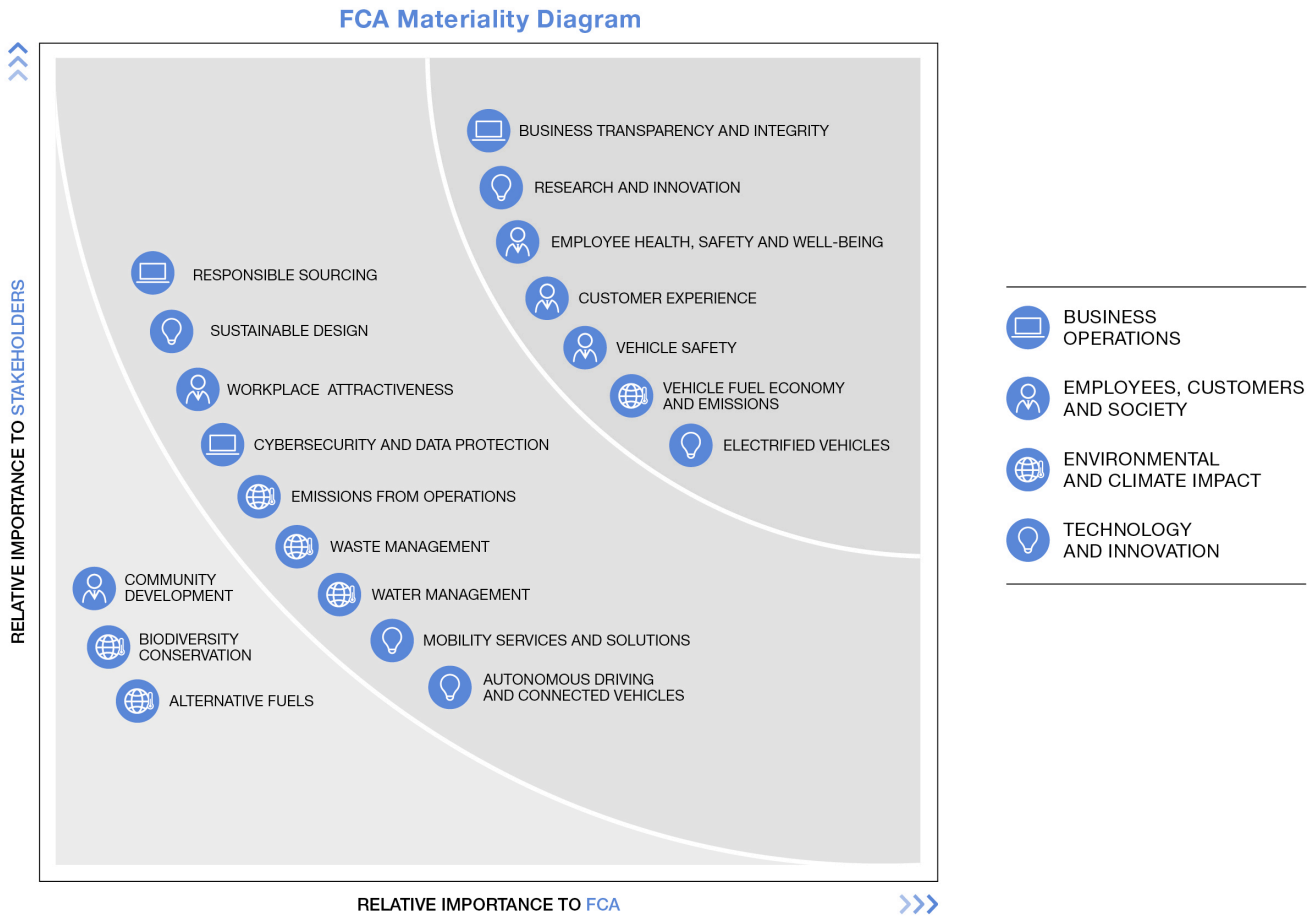 FCA Materiality Diagram
RELATIVE IMPORTANCE TO STAKEHOLDERS
BUSINESS TRANSPARENCY AND INTEGRITY
RESEARCH AND INNOVATION
EMPLOYEE HEALTH, SAFETY AND WELL-BEING
CUSTOMER EXPERIENCE
VEHICLE SAFETY
VEHICLE FUEL ECONOMY
AND EMISSIONS
ELECTRIFIED VEHICLES
RESPONSIBLE SOURCING
SUSTAINABLE DESIGN
WORKPLACE ATTRACTIVENESS
CYBERSECURITY AND DATA PROTECTION
EMISSIONS FROM OPERATIONS
WASTE MANAGEMENT
WATER MANAGEMENT
MOBILITY SERVICES AND SOLUTIONS
AUTONOMOUS DRIVING
AND CONNECTED VEHICLES
COMMUNITY
DEVELOPMENT
BIODIVERSITY
CONSERVATION
ALTERNATIVE FUELS
RELATIVE IMPORTANCE TO FCA
BUSINESS
OPERATIONS
EMPLOYEES, CUSTOMERS
AND SOCIETY
ENVIRONMENTAL
AND CLIMATE IMPACT
TECHNOLOGY
AND INNOVATION